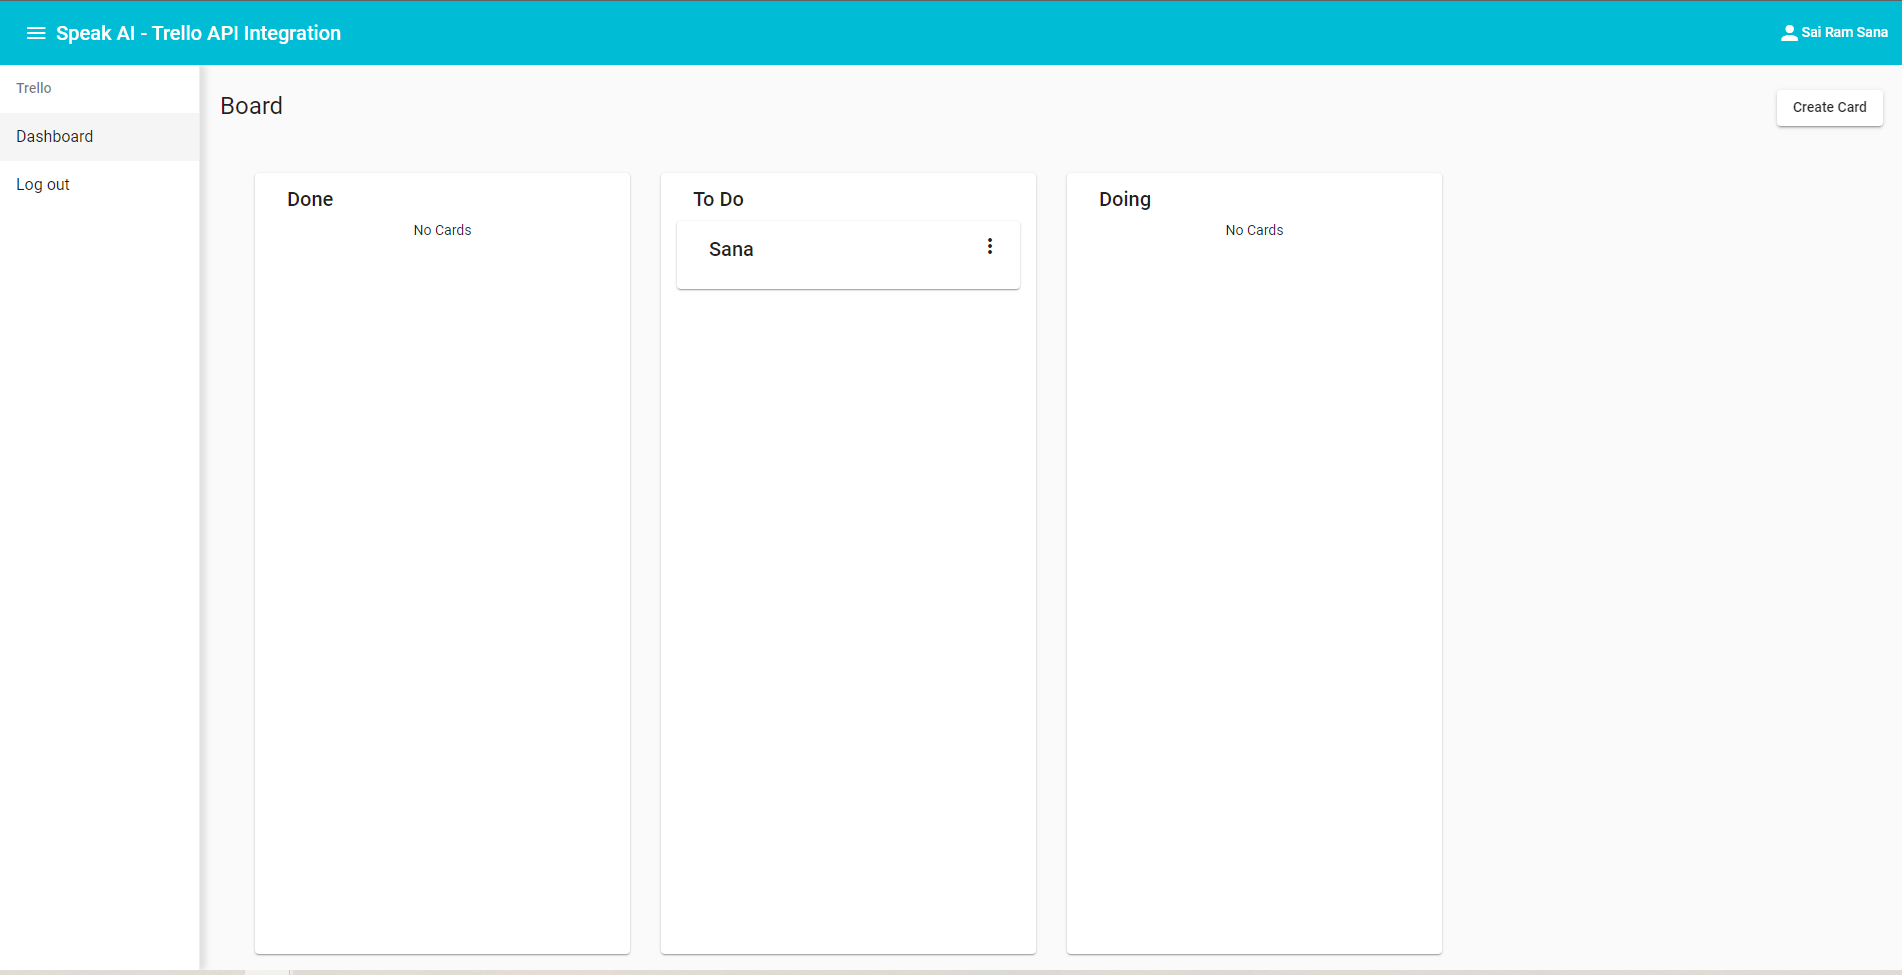 Speak AI - Trello API Integration
Sai Ram Sana
Trello
Dashboard
Log out
Board
Create Card
Done
No Cards
To Do
Sana
Doing
No Cards